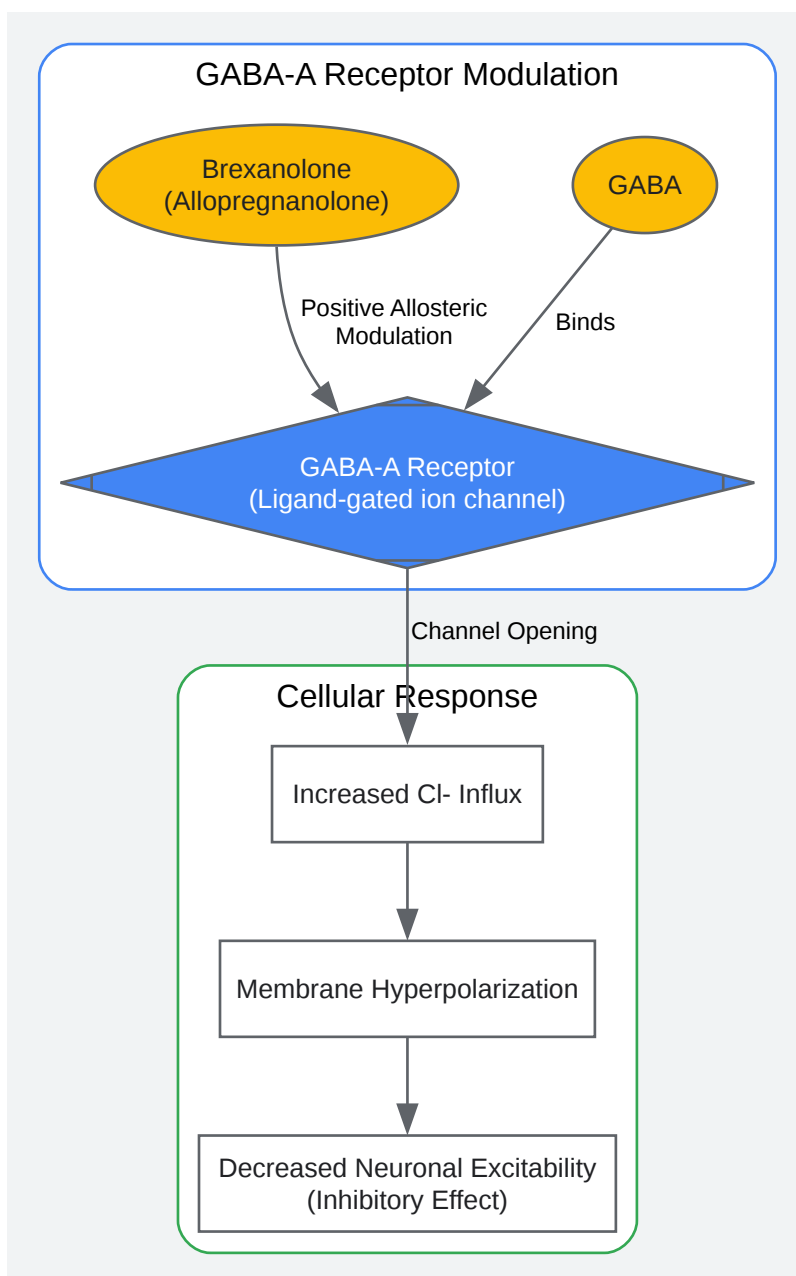 GABA-A Receptor Modulation
Brexanolone
(Allopregnanolone)
GABA
Positive Allosteric
Modulation
Binds
GABA-A Receptor
(Ligand-gated ion channel)
Channel Opening
Cellular Response
Increased Cl- Influx
Membrane Hyperpolarization
Decreased Neuronal Excitability
(Inhibitory Effect)